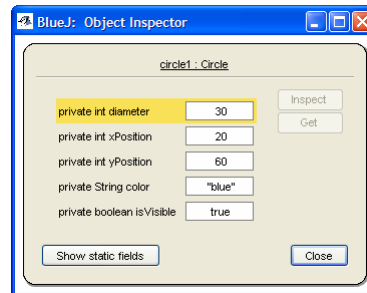 BlueJ: Object Inspector
circle1 : Circle
private int diameter 30 Inspect
Get
private int xPosition 20
private int yPosition 60
private String color "blue"
private boolean isVisible true
Show static fields Close